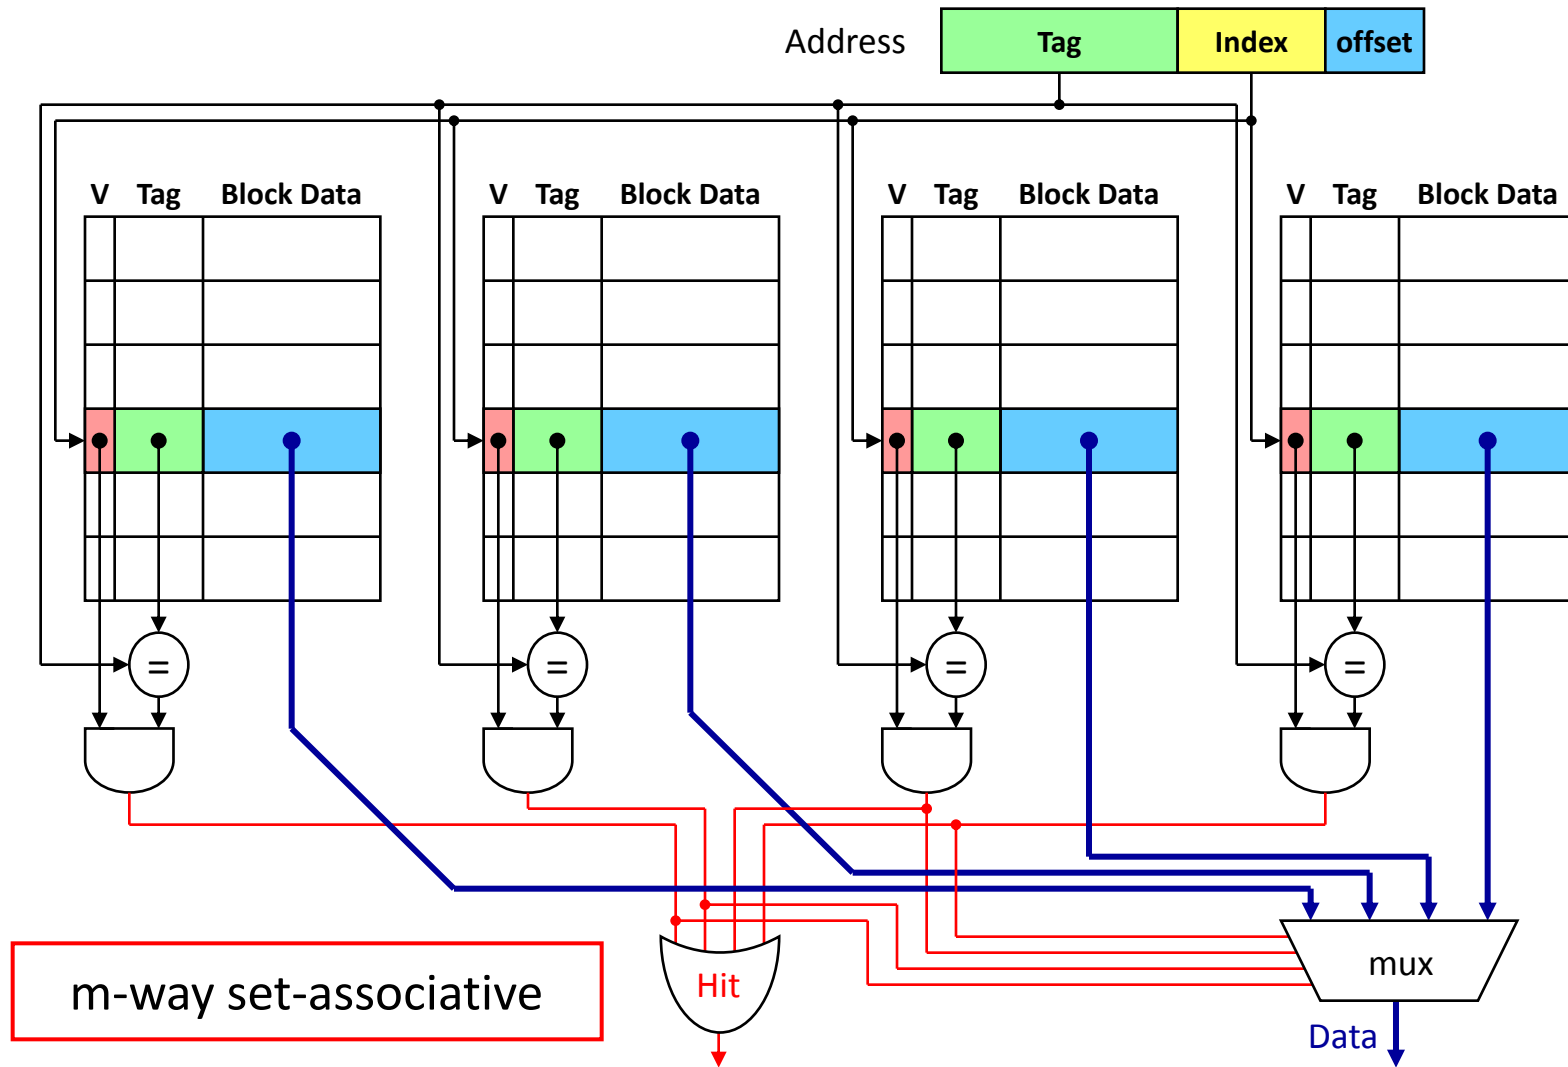 Address Tag Index offset
V Tag Block Data V Tag Block Data V Tag Block Data V Tag Block Data
= = = =
m-way set-associative
Hit
mux
Data